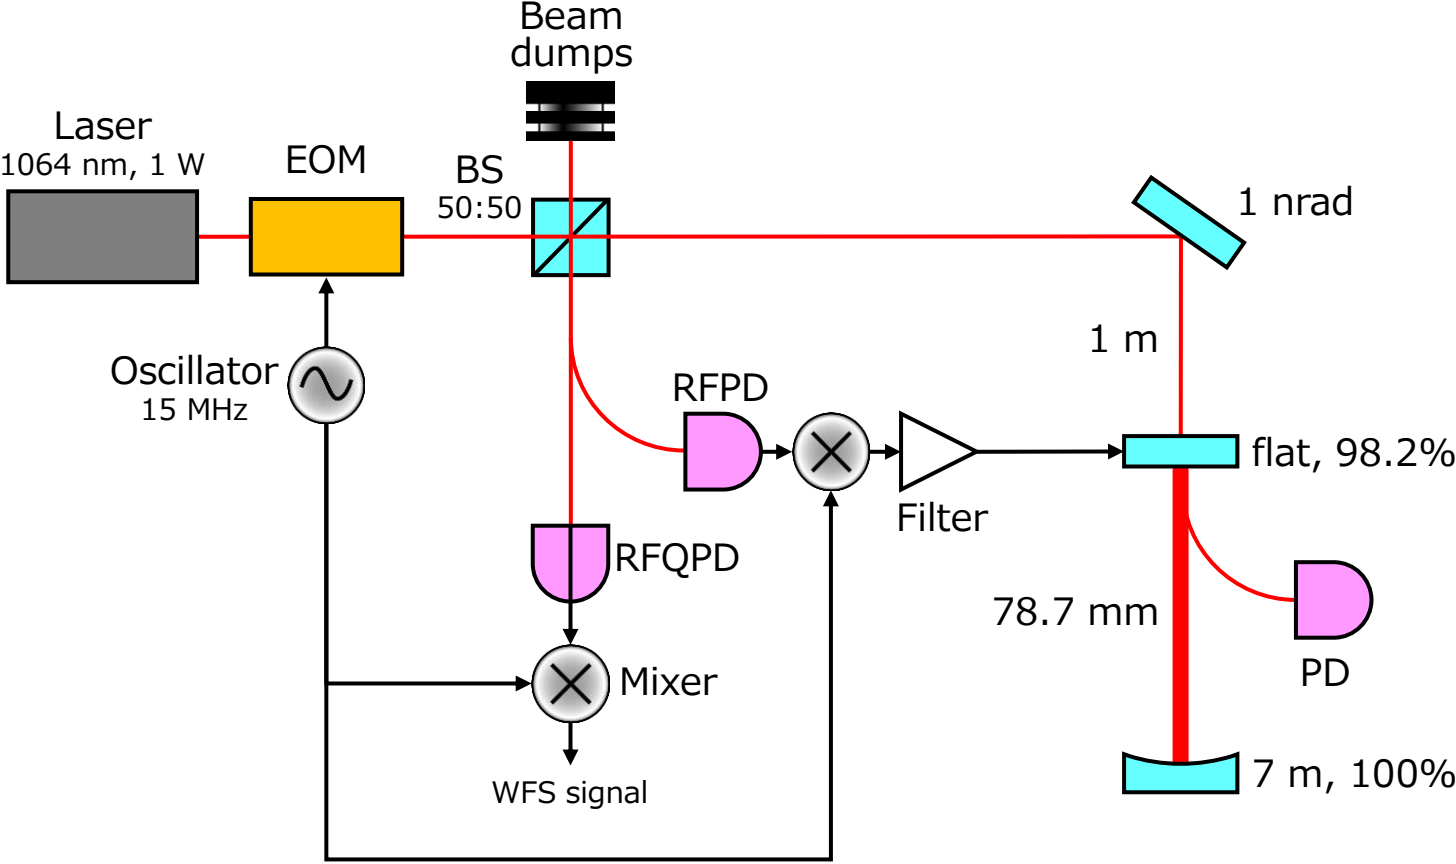 Beam
dumps
Laser
1064 nm, 1 W
EOM
BS
50:50
1 nrad
1 m
Oscillator
15 MHz
RFPD
flat, 98.2%
Filter
RFQPD
78.7 mm
PD
Mixer
WFS signal
7 m, 100%